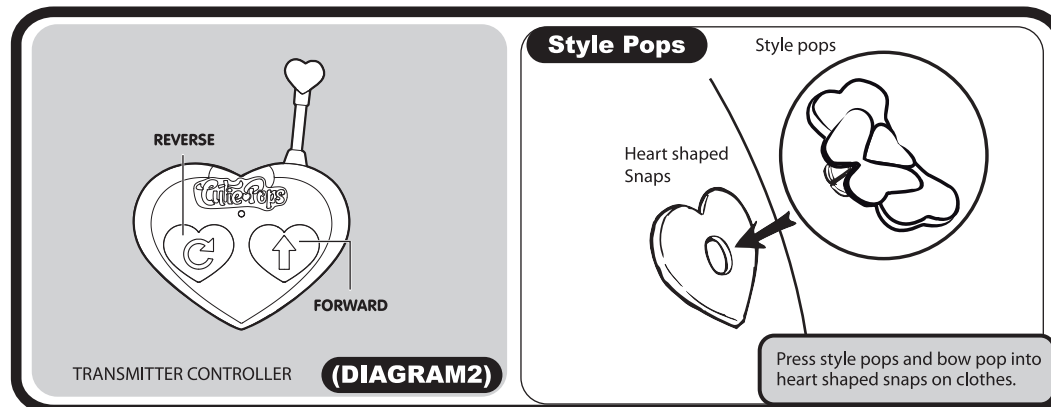 REVERSE
Cutie Pops
FORWARD
TRANSMITTER CONTROLLER
(DIAGRAM2)
Style Pops
Style pops
Heart shaped
Snaps
Press style pops and bow pop into
heart shaped snaps on clothes.